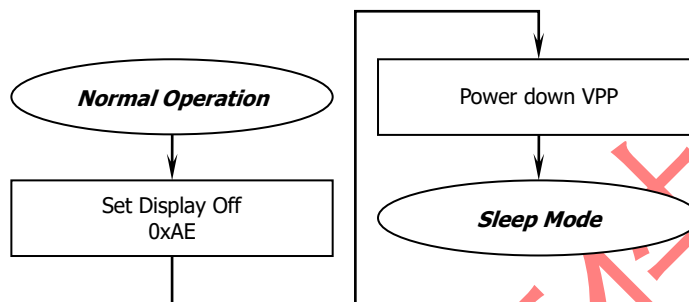 Normal Operation
Set Display Off
0xAE
Power down VPP
Sleep Mode